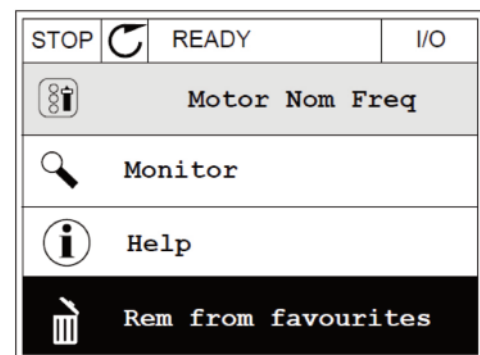 STOP READY I/O
Motor Nom Freq
Monitor
Help
Rem from favourites